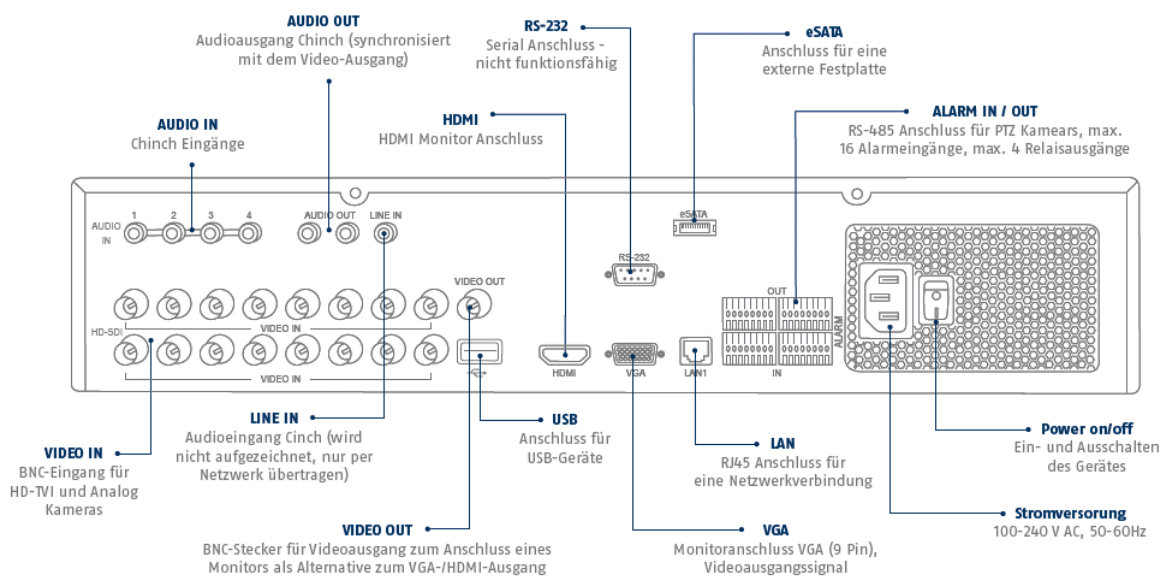 AUDIO OUT
Audioausgang Chinch (synchronisiert
mit dem Video-Ausgang)
RS-232
Serial Anschluss -
nicht funktionsfähig
eSATA
Anschluss für eine
externe Festplatte
AUDIO IN
Chinch Eingänge
HDMI
HDMI Monitor Anschluss
ALARM IN / OUT
RS-485 Anschluss für PTZ Kamears, max.
16 Alarmeingänge, max. 4 Relaisausgänge
1 2 3 4
AUDIO
IN
AUDIO OUT
LINE IN
eSATA
RS-232
VIDEO OUT
OUT
HD-SDI
VIDEO IN
ALARM
VIDEO IN
HDMI
VGA
LAN1
IN
LINE IN
Audioeingang Cinch (wird
nicht aufgezeichnet, nur per
Netzwerk übertragen)
USB
Anschluss für
USB-Geräte
LAN
RJ45 Anschluss für
eine Netzwerkverbindung
Power on/off
Ein- und Ausschalten
des Gerätes
VIDEO IN
BNC-Eingang für
HD-TVI und Analog
Kameras
VIDEO OUT
BNC-Stecker für Videoausgang zum Anschluss eines
Monitors als Alternative zum VGA-/HDMI-Ausgang
VGA
Monitoranschluss VGA (9 Pin),
Videoausgangssignal
Stromversorung
100-240 V AC, 50-60Hz